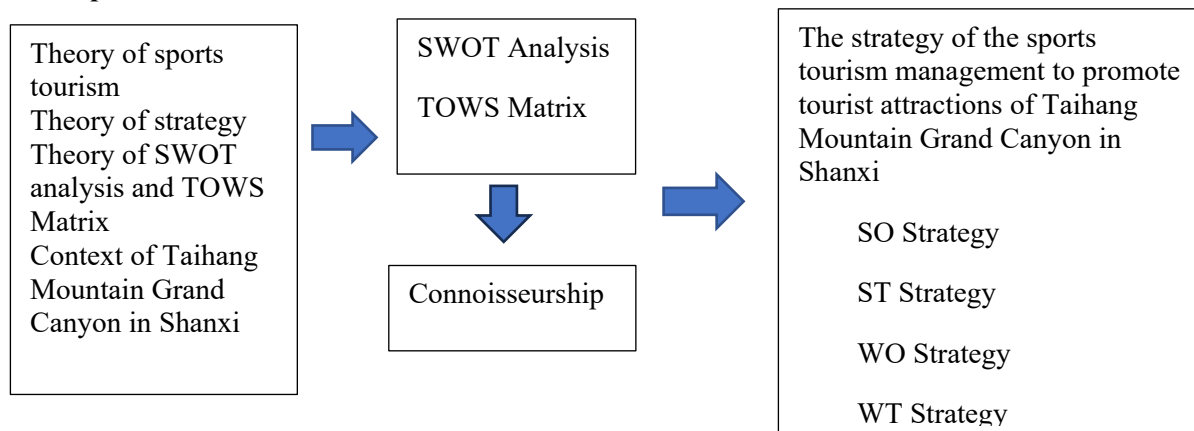 Theory of sports
tourism
Theory of strategy
Theory of SWOT
analysis and TOWS
Matrix
Context of Taihang
Mountain Grand
Canyon in Shanxi
SWOT Analysis
TOWS Matrix
Connoisseurship
The strategy of the sports
tourism management to promote
tourist attractions of Taihang
Mountain Grand Canyon in
Shanxi
SO Strategy
ST Strategy
WO Strategy
WT Strategy